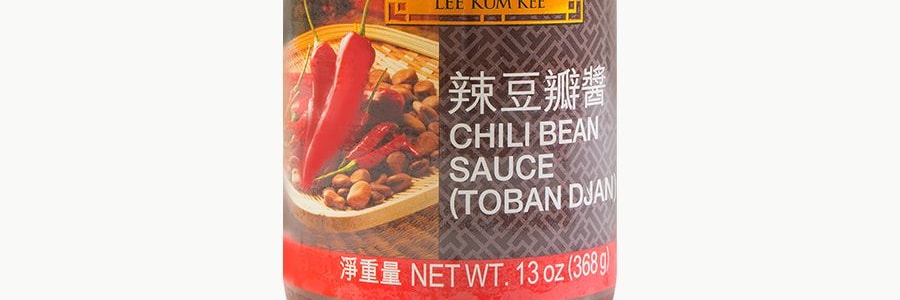 LEE KUM KEE
辣豆瓣醬
CHILI BEAN
SAUCE
(TOBAN DJAN)
淨重量 NET WT. 13 oz (368 g)